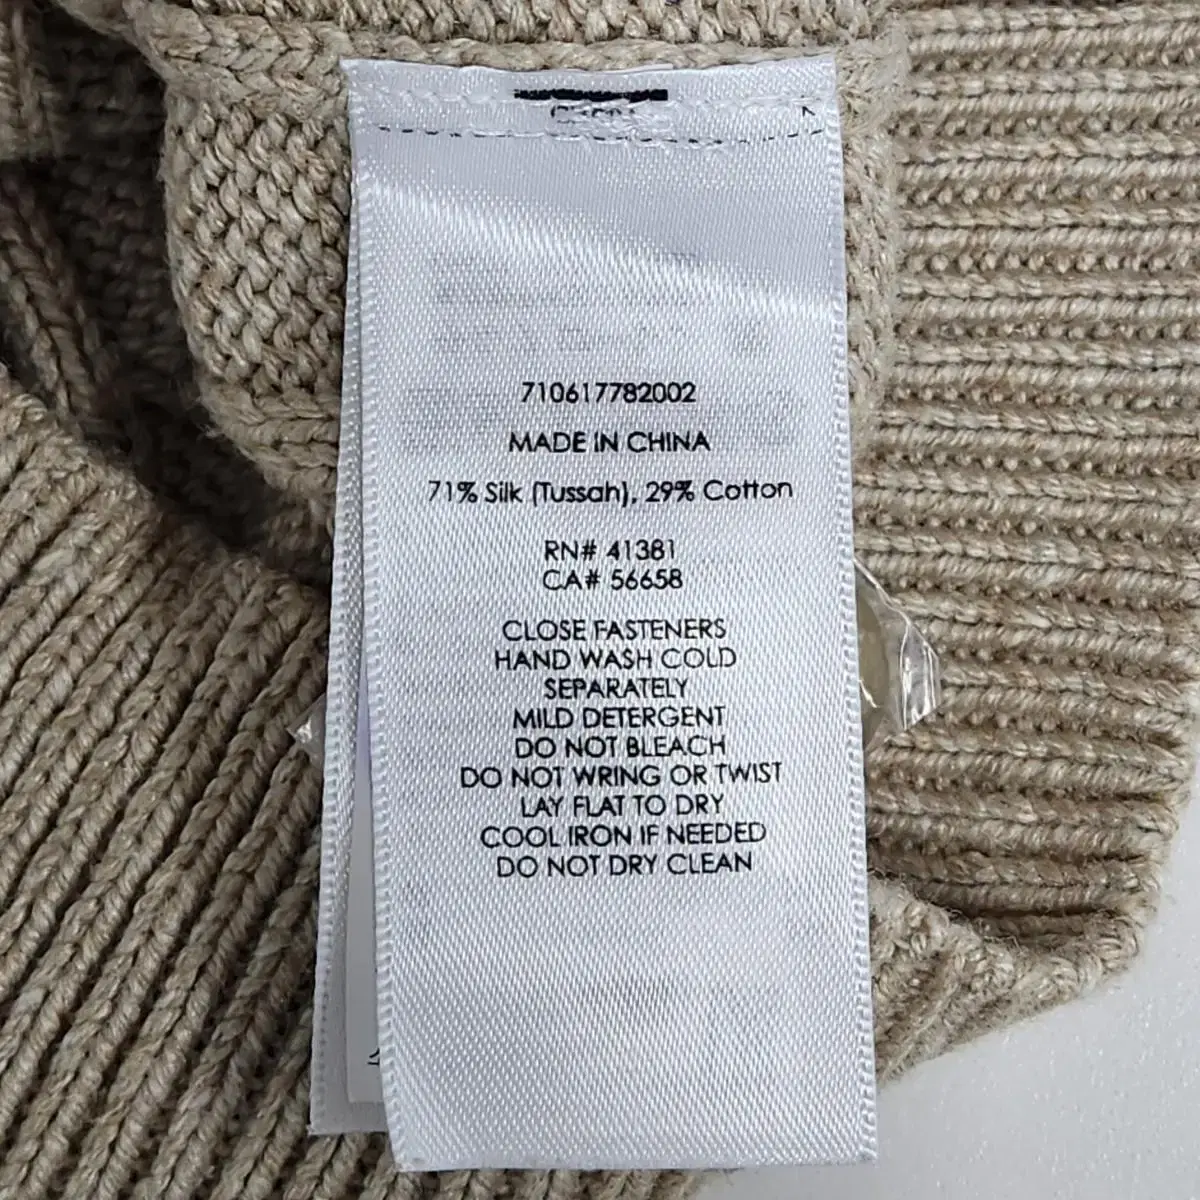 710617782002
MADE IN CHINA
71% Silk (Tussah), 29% Cotton
RN# 41381
CA# 56658
CLOSE FASTENERS
HAND WASH COLD
SEPARATELY
MILD DETERGENT
DO NOT BLEACH
DO NOT WRING OR TWIST
LAY FLAT TO DRY
COOL IRON IF NEEDED
DO NOT DRY CLEAN